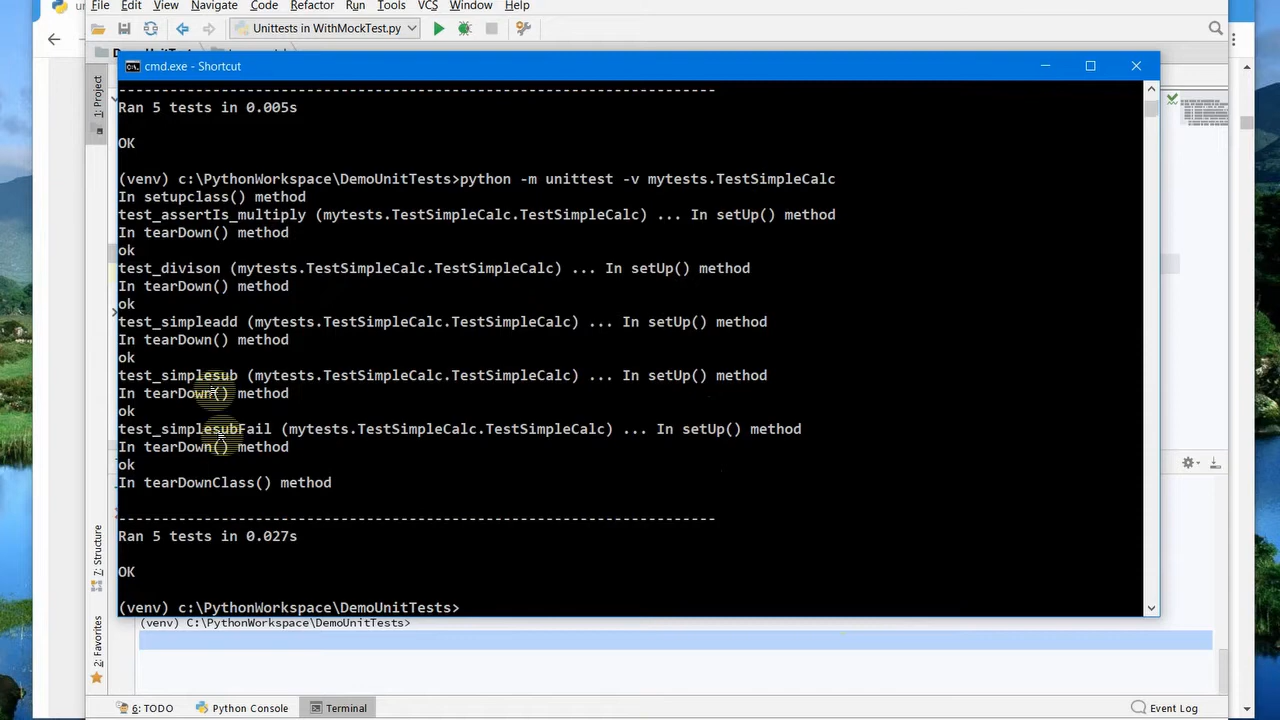 File Edit View Navigate Code Refactor Run Tools VCS Window Help
Unittests in WithMockTest.py
1: Project
cmd.exe - Shortcut
----------------------------------------------------------------------
Ran 5 tests in 0.005s
OK
(venv) c:\PythonWorkspace\DemoUnitTests>python -m unittest -v mytests.TestSimpleCalc
In setupclass() method
test_assertIs_multiply (mytests.TestSimpleCalc.TestSimpleCalc) ... In setUp() method
In tearDown() method
ok
test_divison (mytests.TestSimpleCalc.TestSimpleCalc) ... In setUp() method
In tearDown() method
ok
test_simpleadd (mytests.TestSimpleCalc.TestSimpleCalc) ... In setUp() method
In tearDown() method
ok
test_simplesub (mytests.TestSimpleCalc.TestSimpleCalc) ... In setUp() method
In tearDown() method
ok
test_simplesubFail (mytests.TestSimpleCalc.TestSimpleCalc) ... In setUp() method
In tearDown() method
ok
In tearDownClass() method
----------------------------------------------------------------------
Ran 5 tests in 0.027s
OK
(venv) c:\PythonWorkspace\DemoUnitTests>
(venv) C:\PythonWorkspace\DemoUnitTests>
7: Structure
2: Favorites
6: TODO Python Console Terminal Event Log